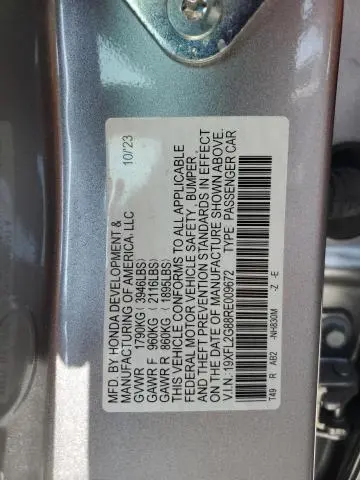 MFD. BY HONDA DEVELOPMENT &
MANUFACTURING OF AMERICA, LLC 10/23
GVWR 1790KG ( 3946LBS)
GAWR F 960KG ( 2116LBS)
GAWR R 860KG ( 1895LBS)
THIS VEHICLE CONFORMS TO ALL APPLICABLE
FEDERAL MOTOR VEHICLE SAFETY, BUMPER,
AND THEFT PREVENTION STANDARDS IN EFFECT
ON THE DATE OF MANUFACTURE SHOWN ABOVE.
V.I.N.:19XFL2G88RE009672 TYPE PASSENGER CAR
T49 R AB2 -NH830M -Z -E